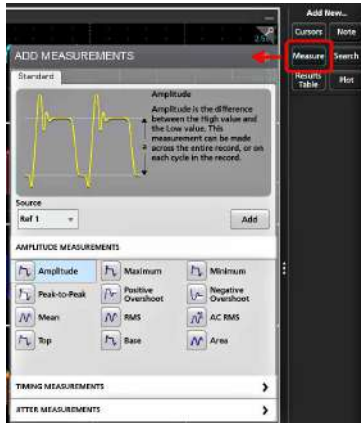 Add New...
Cursors Note
Measure Search
Results Table Plot
ADD MEASUREMENTS
Standard
Amplitude
Amplitude is the difference
between the High value and
the Low value. This
measurement can be made
across the entire record, or on
each cycle in the record.
Source
Ref 1
Add
AMPLITUDE MEASUREMENTS
Amplitude Maximum Minimum
Peak-to-Peak Positive Overshoot Negative Overshoot
Mean RMS AC RMS
Top Base Area
TIMING MEASUREMENTS
JITTER MEASUREMENTS